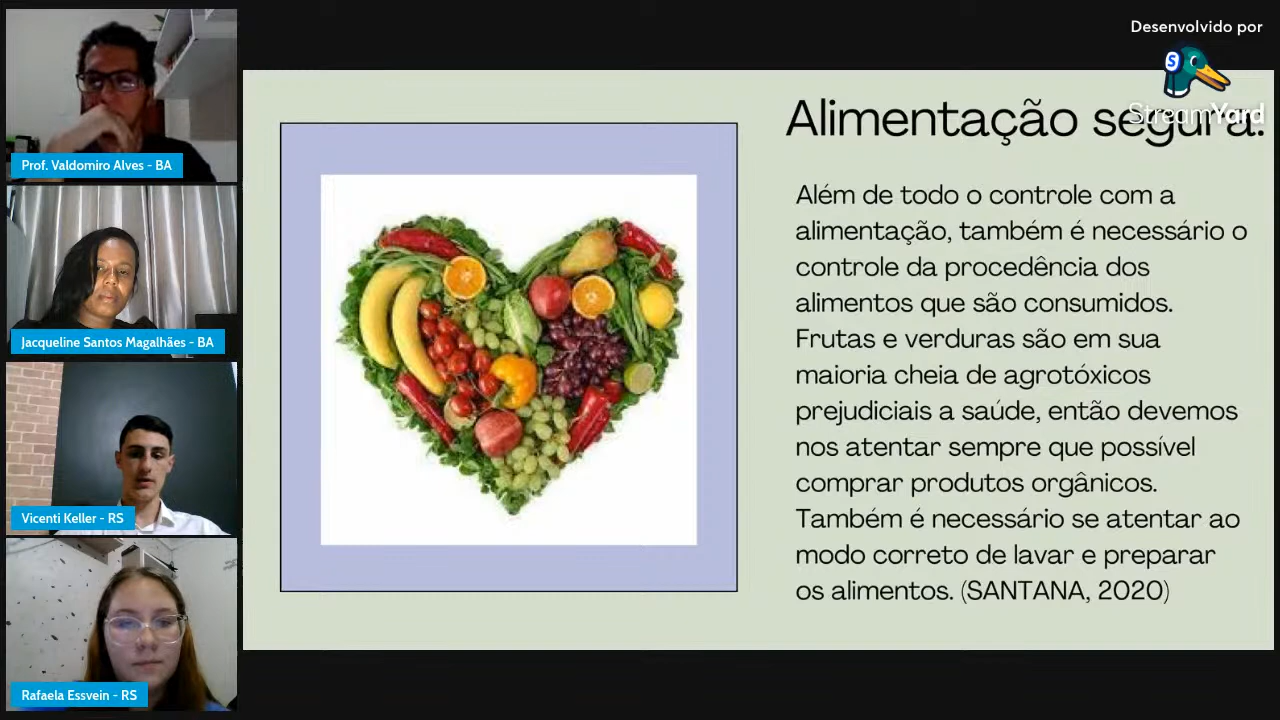 Prof. Valdomiro Alves - BA
Jacqueline Santos Magalhães - BA
Vicenti Keller - RS
Rafaela Essvein - RS
Desenvolvido por
S
StreamYard
Alimentação segura:
Além de todo o controle com a
alimentação, também é necessário o
controle da procedência dos
alimentos que são consumidos.
Frutas e verduras são em sua
maioria cheia de agrotóxicos
prejudiciais a saúde, então devemos
nos atentar sempre que possível
comprar produtos orgânicos.
Também é necessário se atentar ao
modo correto de lavar e preparar
os alimentos. (SANTANA, 2020)